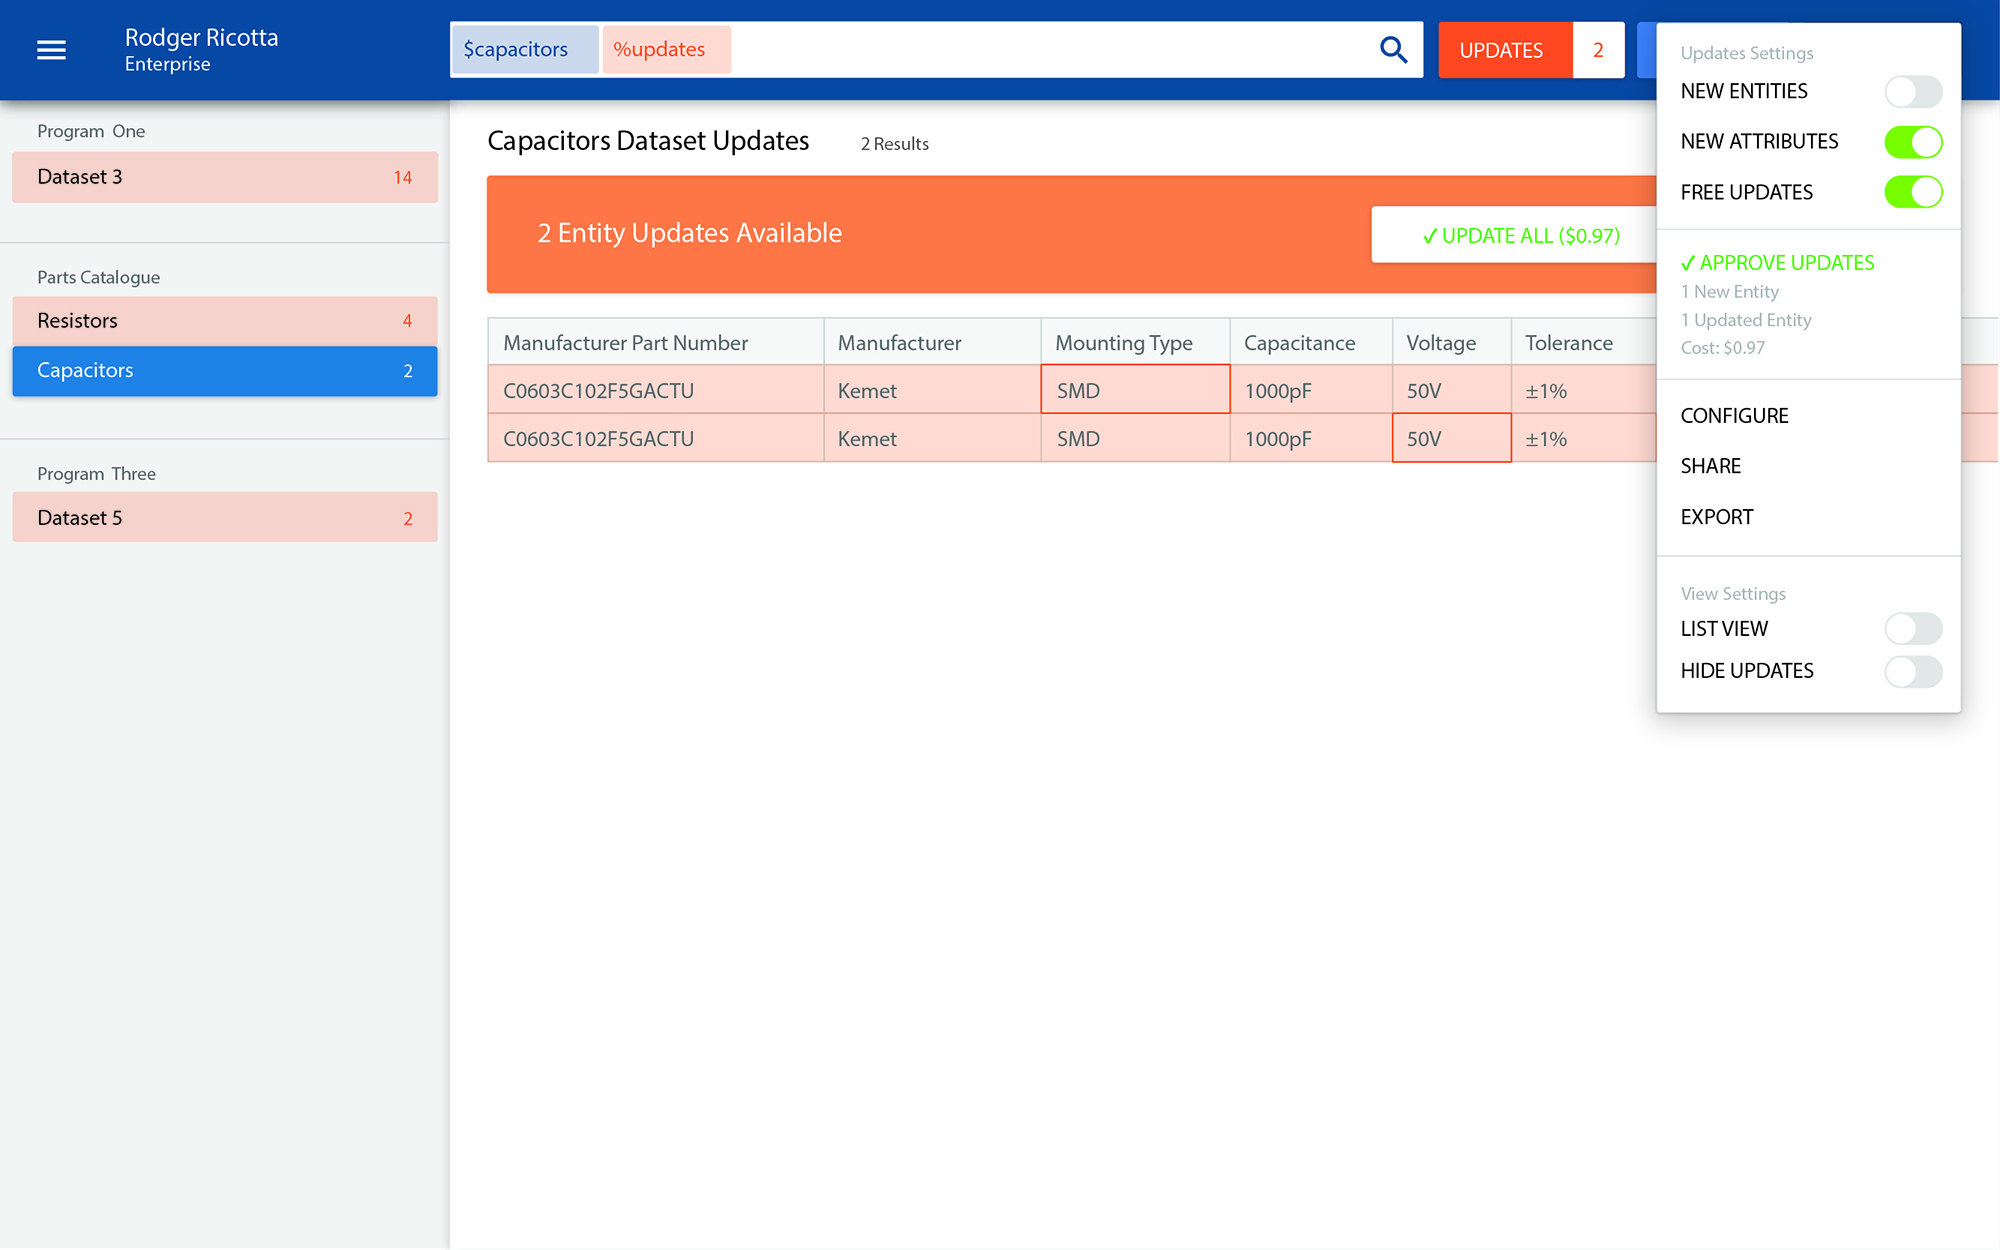 Rodger Ricotta
Enterprise
$capacitors %updates
UPDATES 2
Program One
Dataset 3 14
Parts Catalogue
Resistors 4
Capacitors 2
Program Three
Dataset 5 2
Capacitors Dataset Updates 2 Results
2 Entity Updates Available
✓ UPDATE ALL ($0.97)
Manufacturer Part Number Manufacturer Mounting Type Capacitance Voltage Tolerance
C0603C102F5GACTU Kemet SMD 1000pF 50V ±1%
C0603C102F5GACTU Kemet SMD 1000pF 50V ±1%
Updates Settings
NEW ENTITIES
NEW ATTRIBUTES
FREE UPDATES
✓ APPROVE UPDATES
1 New Entity
1 Updated Entity
Cost: $0.97
CONFIGURE
SHARE
EXPORT
View Settings
LIST VIEW
HIDE UPDATES